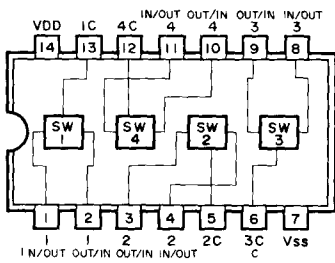 IN/OUT OUT/IN OUT/IN IN/OUT
VDD 1C 4C 4 4 3 3
14 13 12 11 10 9 8
SW 1 SW 4 SW 2 SW 3
1 2 3 4 5 6 7
1 1 2 2 2C 3C VSS
IN/OUT OUT/IN OUT/IN IN/OUT C